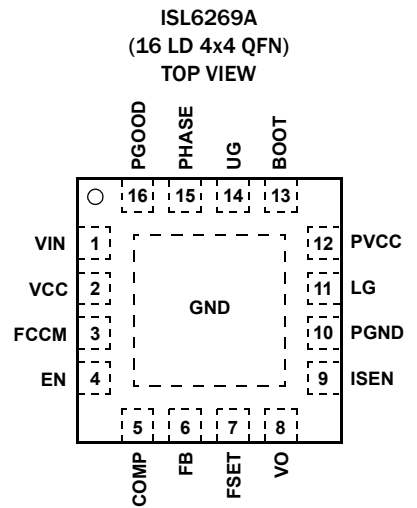 ISL6269A
(16 LD 4x4 QFN)
TOP VIEW
PGOOD
PHASE
UG
BOOT
16
15
14
13
VIN
1
12
PVCC
VCC
2
11
LG
GND
FCCM
3
10
PGND
EN
4
9
ISEN
5
6
7
8
COMP
FB
FSET
VO